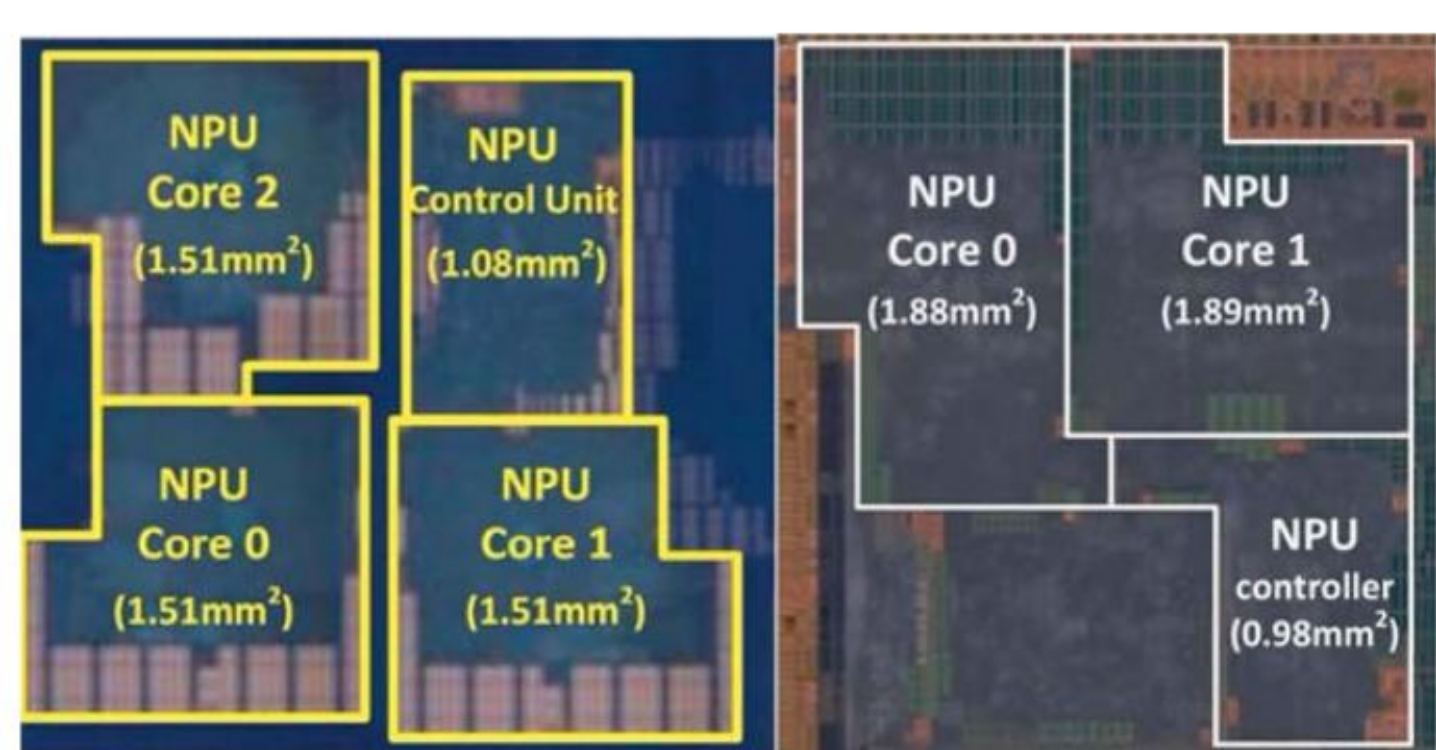 NPU
Core 2
(1.51mm²)
NPU
Control Unit
(1.08mm²)
NPU
Core 0
(1.51mm²)
NPU
Core 1
(1.51mm²)
NPU
Core 0
(1.88mm²)
NPU
Core 1
(1.89mm²)
NPU
controller
(0.98mm²)